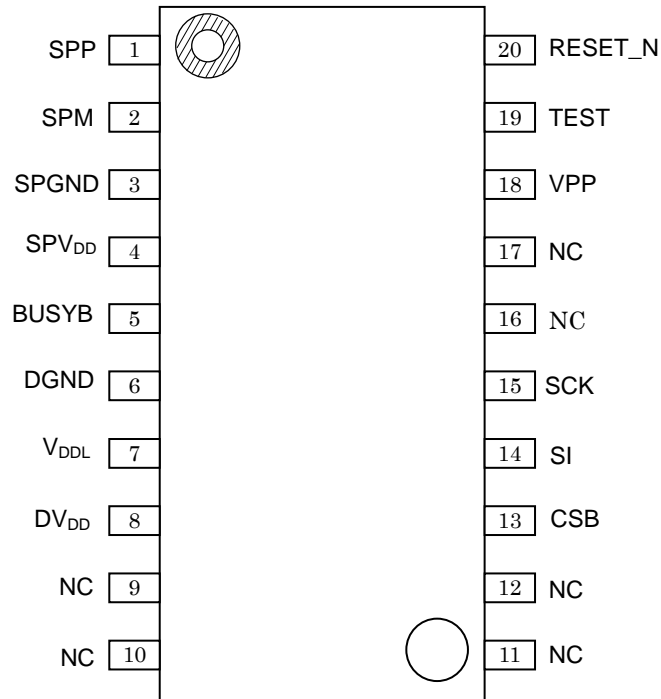 SPP 1 20 RESET_N
SPM 2 19 TEST
SPGND 3 18 VPP
SPVDD 4 17 NC
BUSYB 5 16 NC
DGND 6 15 SCK
VDDL 7 14 SI
DVDD 8 13 CSB
NC 9 12 NC
NC 10 11 NC